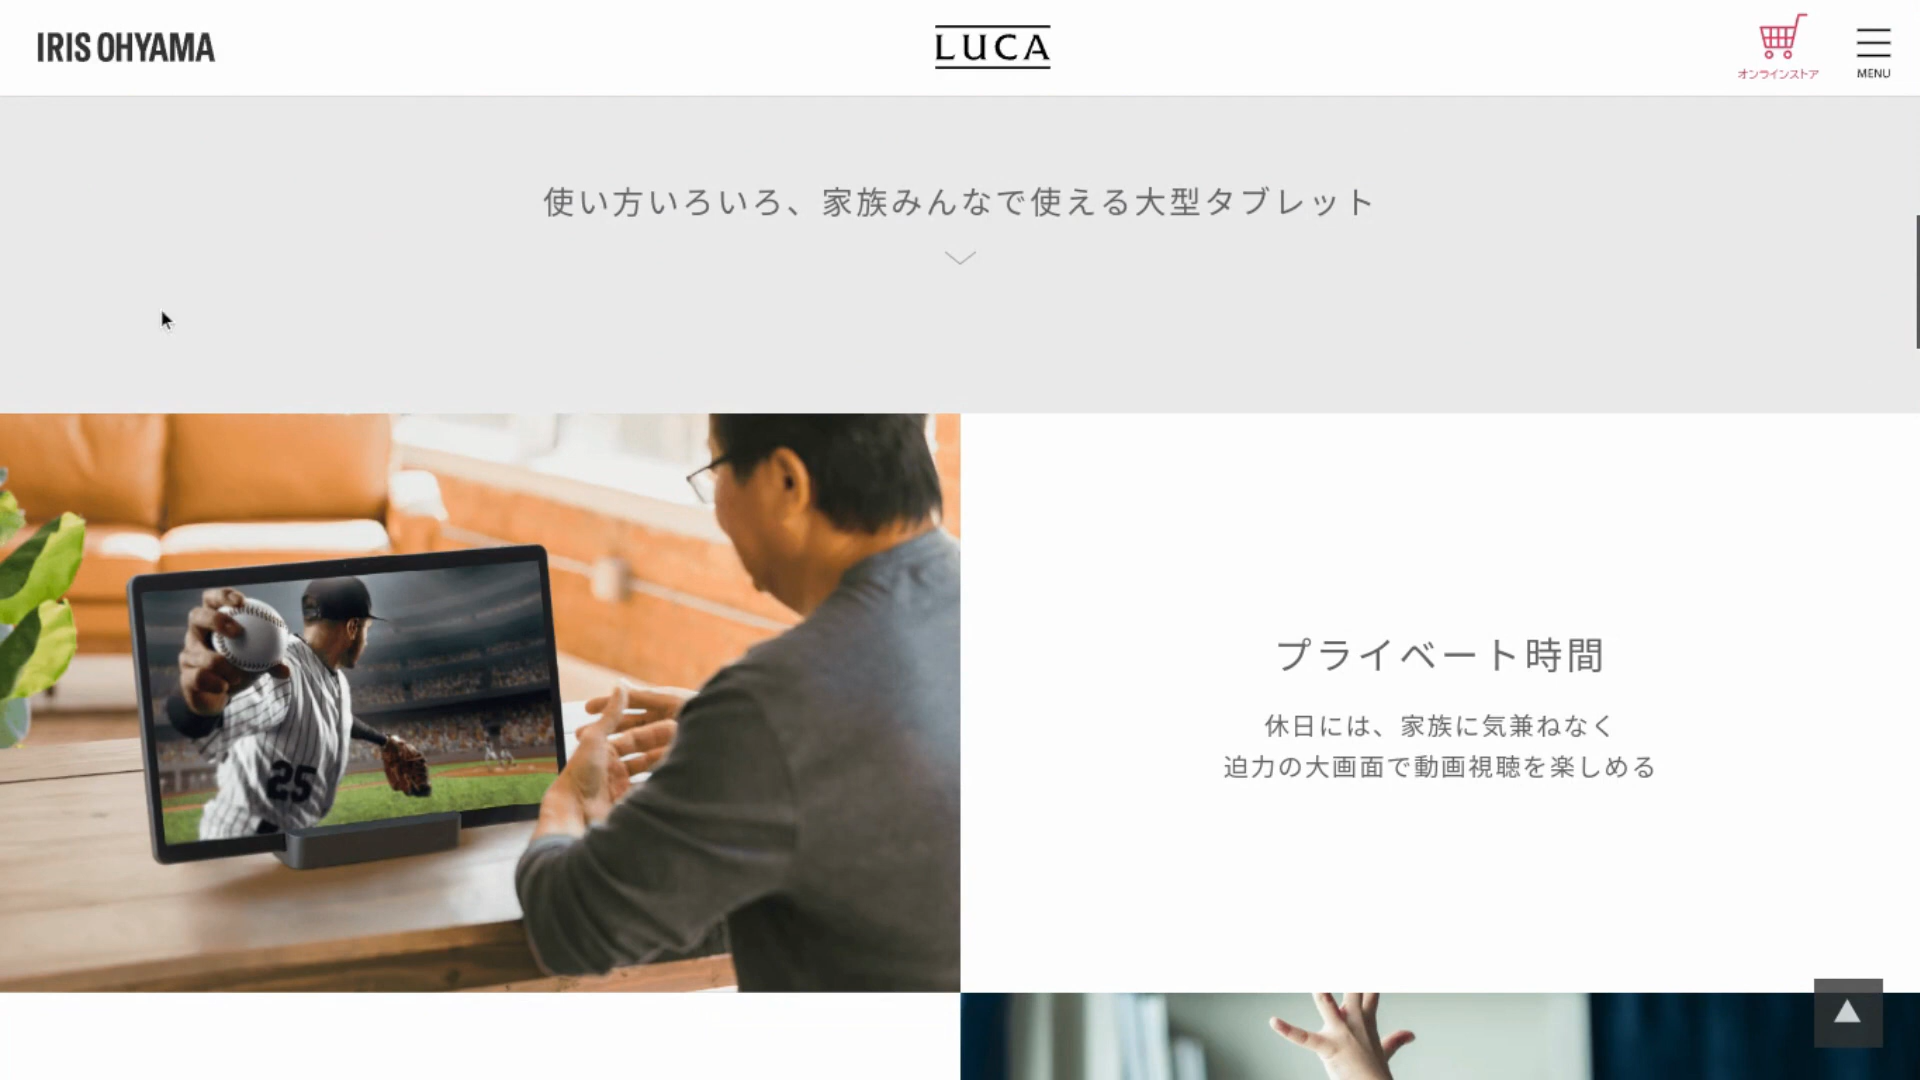 IRIS OHYAMA
LUCA
オンラインストア
MENU
使い方いろいろ、家族みんなで使える大型タブレット
25
プライベート時間
休日には、家族に気兼ねなく
迫力の大画面で動画視聴を楽しめる